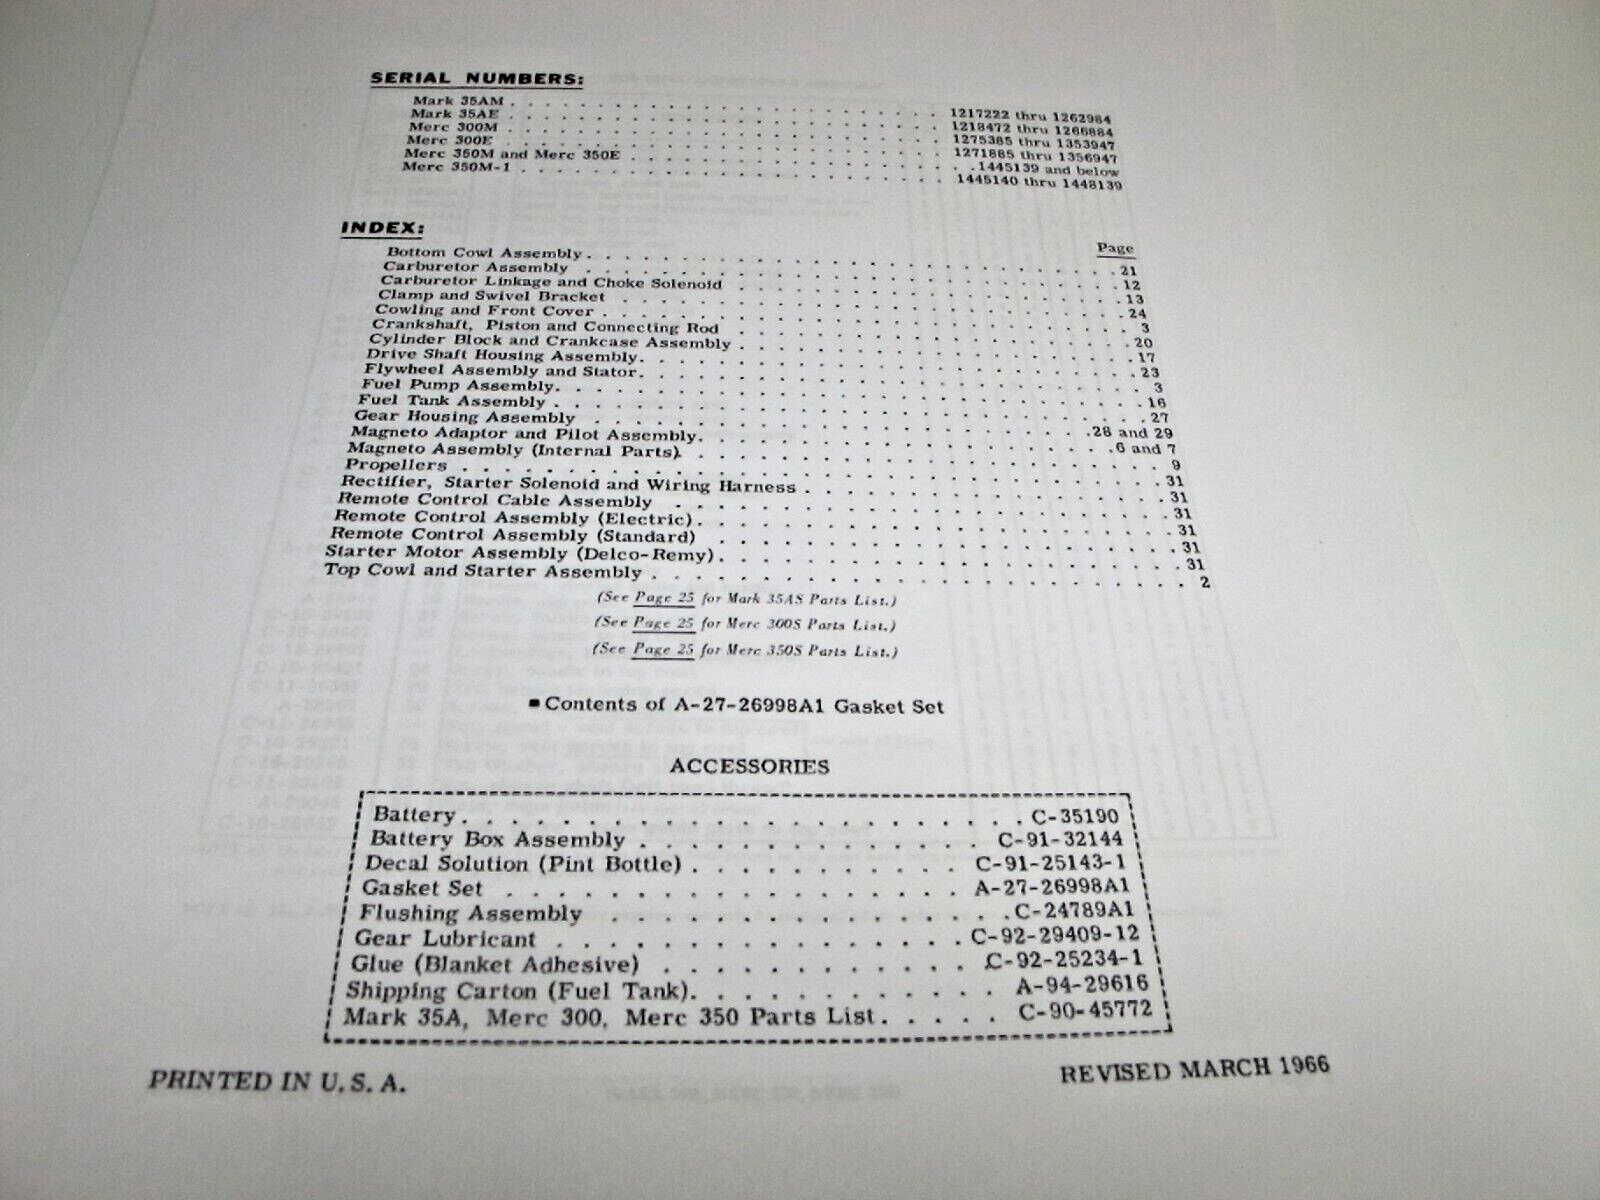 SERIAL NUMBERS:
Mark 35AM . . . . . . . . . . 1217222 thru 1262984
Mark 35AE . . . . . . . . . . 1218472 thru 1266884
Merc 300M . . . . . . . . . . 1275385 thru 1353947
Merc 300E . . . . . . . . . . 1271885 thru 1356947
Merc 350M and Merc 350E . . . . . . . . . . 1445139 and below
Merc 350M-1 . . . . . . . . . . 1445140 thru 1448139
INDEX:
Page
Bottom Cowl Assembly . . . . . . . . . . 21
Carburetor Assembly . . . . . . . . . . 12
Carburetor Linkage and Choke Solenoid . . . . . . . . . . 13
Clamp and Swivel Bracket . . . . . . . . . . 24
Cowling and Front Cover . . . . . . . . . . 3
Crankshaft, Piston and Connecting Rod . . . . . . . . . . 20
Cylinder Block and Crankcase Assembly . . . . . . . . . . 17
Drive Shaft Housing Assembly . . . . . . . . . . 23
Flywheel Assembly and Stator . . . . . . . . . . 3
Fuel Pump Assembly . . . . . . . . . . 16
Fuel Tank Assembly . . . . . . . . . . 27
Gear Housing Assembly . . . . . . . . . . 28 and 29
Magneto Adaptor and Pilot Assembly . . . . . . . . . . 6 and 7
Magneto Assembly (Internal Parts) . . . . . . . . . . 9
Propellers . . . . . . . . . . 31
Rectifier, Starter Solenoid and Wiring Harness . . . . . . . . . . 31
Remote Control Cable Assembly . . . . . . . . . . 31
Remote Control Assembly (Electric) . . . . . . . . . . 31
Remote Control Assembly (Standard) . . . . . . . . . . 31
Starter Motor Assembly (Delco-Remy) . . . . . . . . . . 31
Top Cowl and Starter Assembly . . . . . . . . . . 2
(See Page 25 for Mark 35AS Parts List.)
(See Page 25 for Merc 300S Parts List.)
(See Page 25 for Merc 350S Parts List.)
▪ Contents of A-27-26998A1 Gasket Set
ACCESSORIES
Battery . . . . . . . . . . C-35190
Battery Box Assembly . . . . . . . . . . C-91-32144
Decal Solution (Pint Bottle) . . . . . . . . . . C-91-25143-1
Gasket Set . . . . . . . . . . A-27-26998A1
Flushing Assembly . . . . . . . . . . C-24789A1
Gear Lubricant . . . . . . . . . . C-92-29409-12
Glue (Blanket Adhesive) . . . . . . . . . . C-92-25234-1
Shipping Carton (Fuel Tank) . . . . . . . . . . A-94-29616
Mark 35A, Merc 300, Merc 350 Parts List . . . . . C-90-45772
PRINTED IN U.S.A. REVISED MARCH 1966